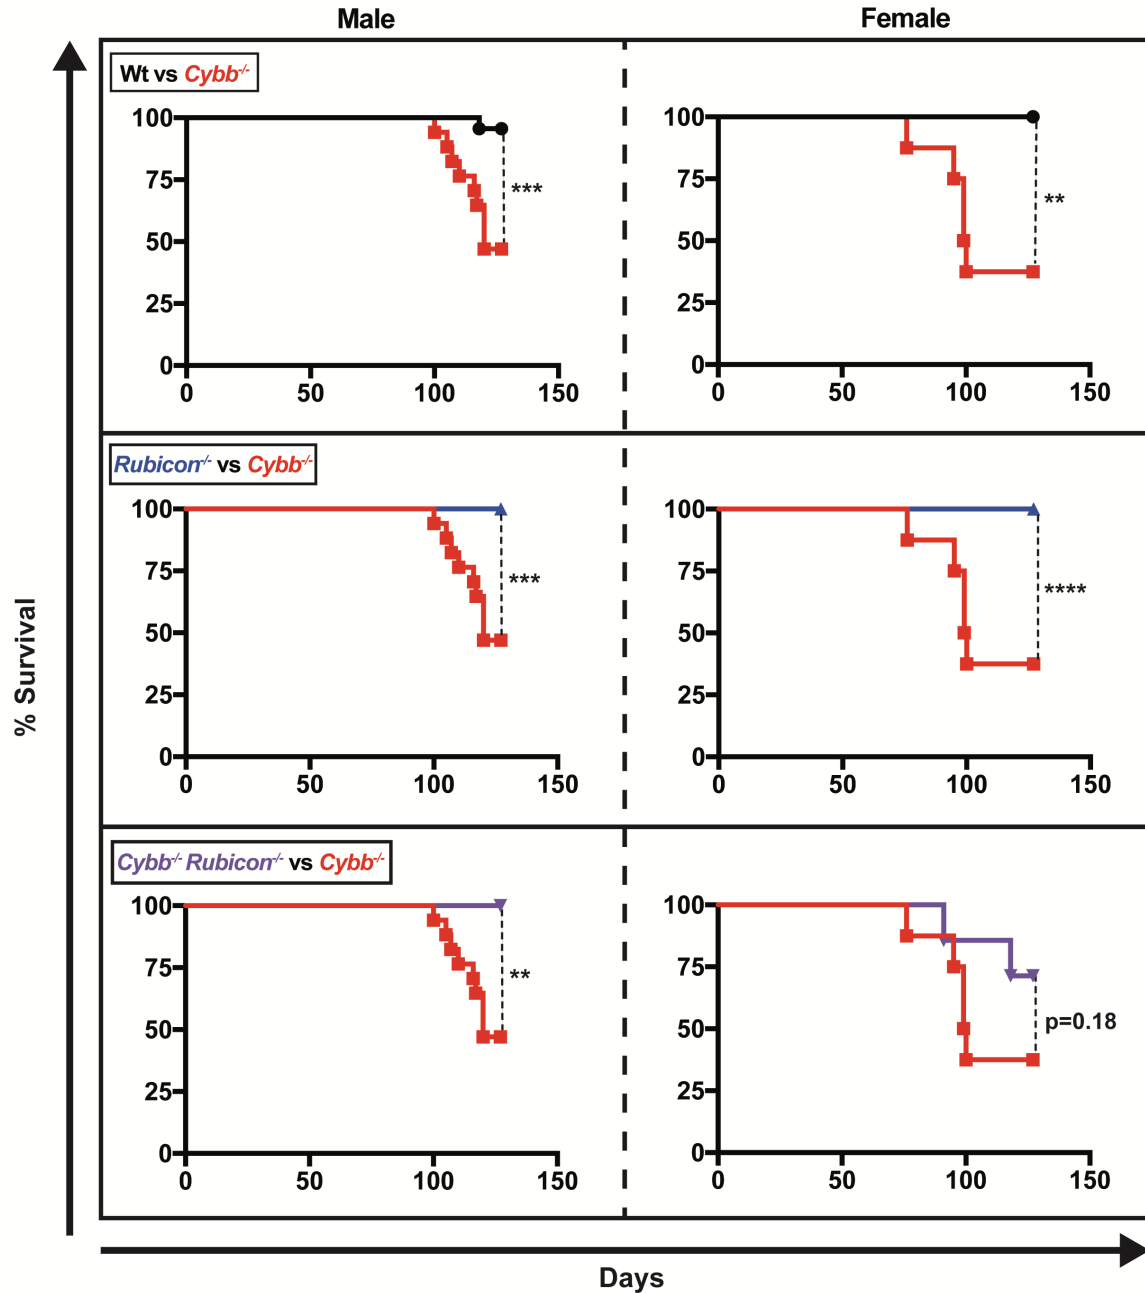 Male Female
Wt vs Cybb-/-
100 100
75 75
*** **
50 50
25 25
0 0
0 50 100 150 0 50 100 150
Rubicon-/- vs Cybb-/-
100 100
75 75
*** ****
50 50
25 25
0 0
0 50 100 150 0 50 100 150
% Survival
Cybb-/- Rubicon-/- vs Cybb-/-
100 100
75 75
** p=0.18
50 50
25 25
0 0
0 50 100 150 0 50 100 150
Days